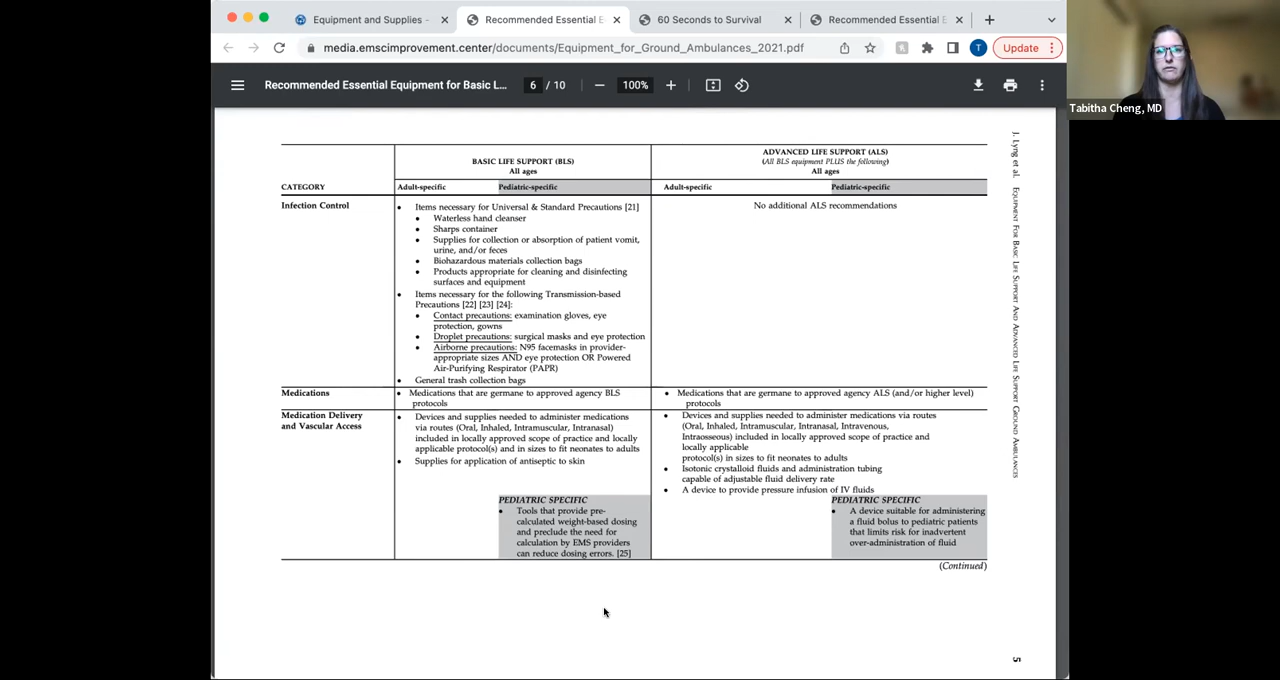 Equipment and Supplies -
Recommended Essential E
60 Seconds to Survival
Recommended Essential E
media.emscimprovement.center/documents/Equipment_for_Ground_Ambulances_2021.pdf
T
Update
Recommended Essential Equipment for Basic L...
6 / 10
100%
Tabitha Cheng, MD
BASIC LIFE SUPPORT (BLS)
All ages
ADVANCED LIFE SUPPORT (ALS)
(All BLS equipment PLUS the following)
All ages
CATEGORY
Adult-specific
Pediatric-specific
Adult-specific
Pediatric-specific
Infection Control
• Items necessary for Universal & Standard Precautions [21]
• Waterless hand cleanser
• Sharps container
• Supplies for collection or absorption of patient vomit,
urine, and/or feces
• Biohazardous materials collection bags
• Products appropriate for cleaning and disinfecting
surfaces and equipment
• Items necessary for the following Transmission-based
Precautions [22] [23] [24]:
• Contact precautions: examination gloves, eye
protection, gowns
• Droplet precautions: surgical masks and eye protection
• Airborne precautions: N95 facemasks in provider-
appropriate sizes AND eye protection OR Powered
Air-Purifying Respirator (PAPR)
• General trash collection bags
No additional ALS recommendations
Medications
• Medications that are germane to approved agency BLS
protocols
• Medications that are germane to approved agency ALS (and/or higher level)
protocols
Medication Delivery
and Vascular Access
• Devices and supplies needed to administer medications
via routes (Oral, Inhaled, Intramuscular, Intranasal)
included in locally approved scope of practice and locally
applicable protocol(s) and in sizes to fit neonates to adults
• Supplies for application of antiseptic to skin
PEDIATRIC SPECIFIC
• Tools that provide pre-
calculated weight-based dosing
and preclude the need for
calculation by EMS providers
can reduce dosing errors. [25]
• Devices and supplies needed to administer medications via routes
(Oral, Inhaled, Intramuscular, Intranasal, Intravenous,
Intraosseous) included in locally approved scope of practice and
locally applicable
protocol(s) in sizes to fit neonates to adults
• Isotonic crystalloid fluids and administration tubing
capable of adjustable fluid delivery rate
• A device to provide pressure infusion of IV fluids
PEDIATRIC SPECIFIC
• A device suitable for administering
a fluid bolus to pediatric patients
that limits risk for inadvertent
over-administration of fluid
(Continued)
J. Lyng et al. EQUIPMENT FOR BASIC LIFE SUPPORT AND ADVANCED LIFE SUPPORT GROUND AMBULANCES
5